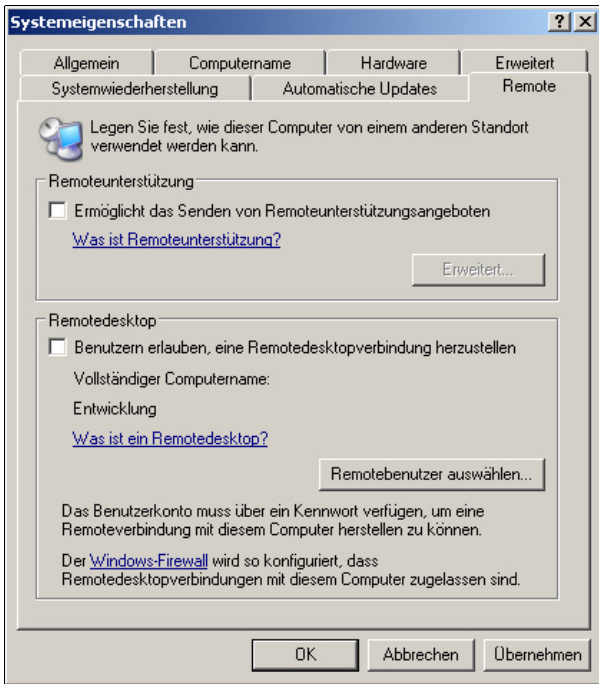 Systemeigenschaften
Allgemein
Computername
Hardware
Erweitert
Systemwiederherstellung
Automatische Updates
Remote
Legen Sie fest, wie dieser Computer von einem anderen Standort
verwendet werden kann.
Remoteunterstützung
Ermöglicht das Senden von Remoteunterstützungsangeboten
Was ist Remoteunterstützung?
Erweitert...
Remotedesktop
Benutzern erlauben, eine Remotedesktopverbindung herzustellen
Vollständiger Computername:
Entwicklung
Was ist ein Remotedesktop?
Remotebenutzer auswählen...
Das Benutzerkonto muss über ein Kennwort verfügen, um eine
Remoteverbindung mit diesem Computer herstellen zu können.
Der Windows-Firewall wird so konfiguriert, dass
Remotedesktopverbindungen mit diesem Computer zugelassen sind.
OK
Abbrechen
Übernehmen